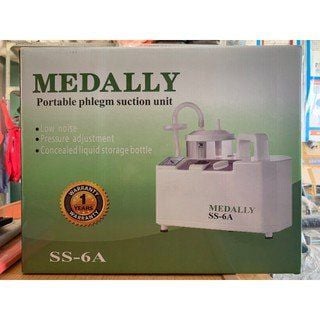 MEDALLY
Portable phlegm suction unit
Low noise
Pressure adjustment
Concealed liquid storage bottle
WARRANTY
1
YEARS
WARRANTY
MEDALLY
SS-6A
SS-6A